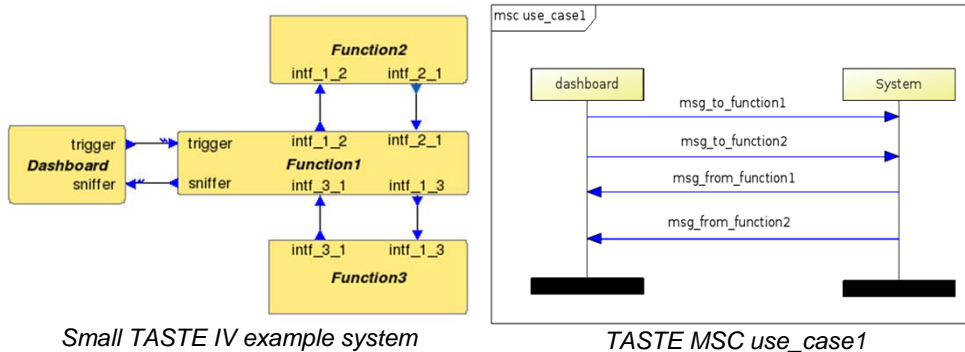 Function2
intf_1_2 intf_2_1
intf_1_2 intf_2_1
trigger trigger
Dashboard Function1
sniffer sniffer
intf_3_1 intf_1_3
intf_3_1 intf_1_3
Function3
Small TASTE IV example system
msc use_case1
dashboard System
msg_to_function1
msg_to_function2
msg_from_function1
msg_from_function2
TASTE MSC use_case1